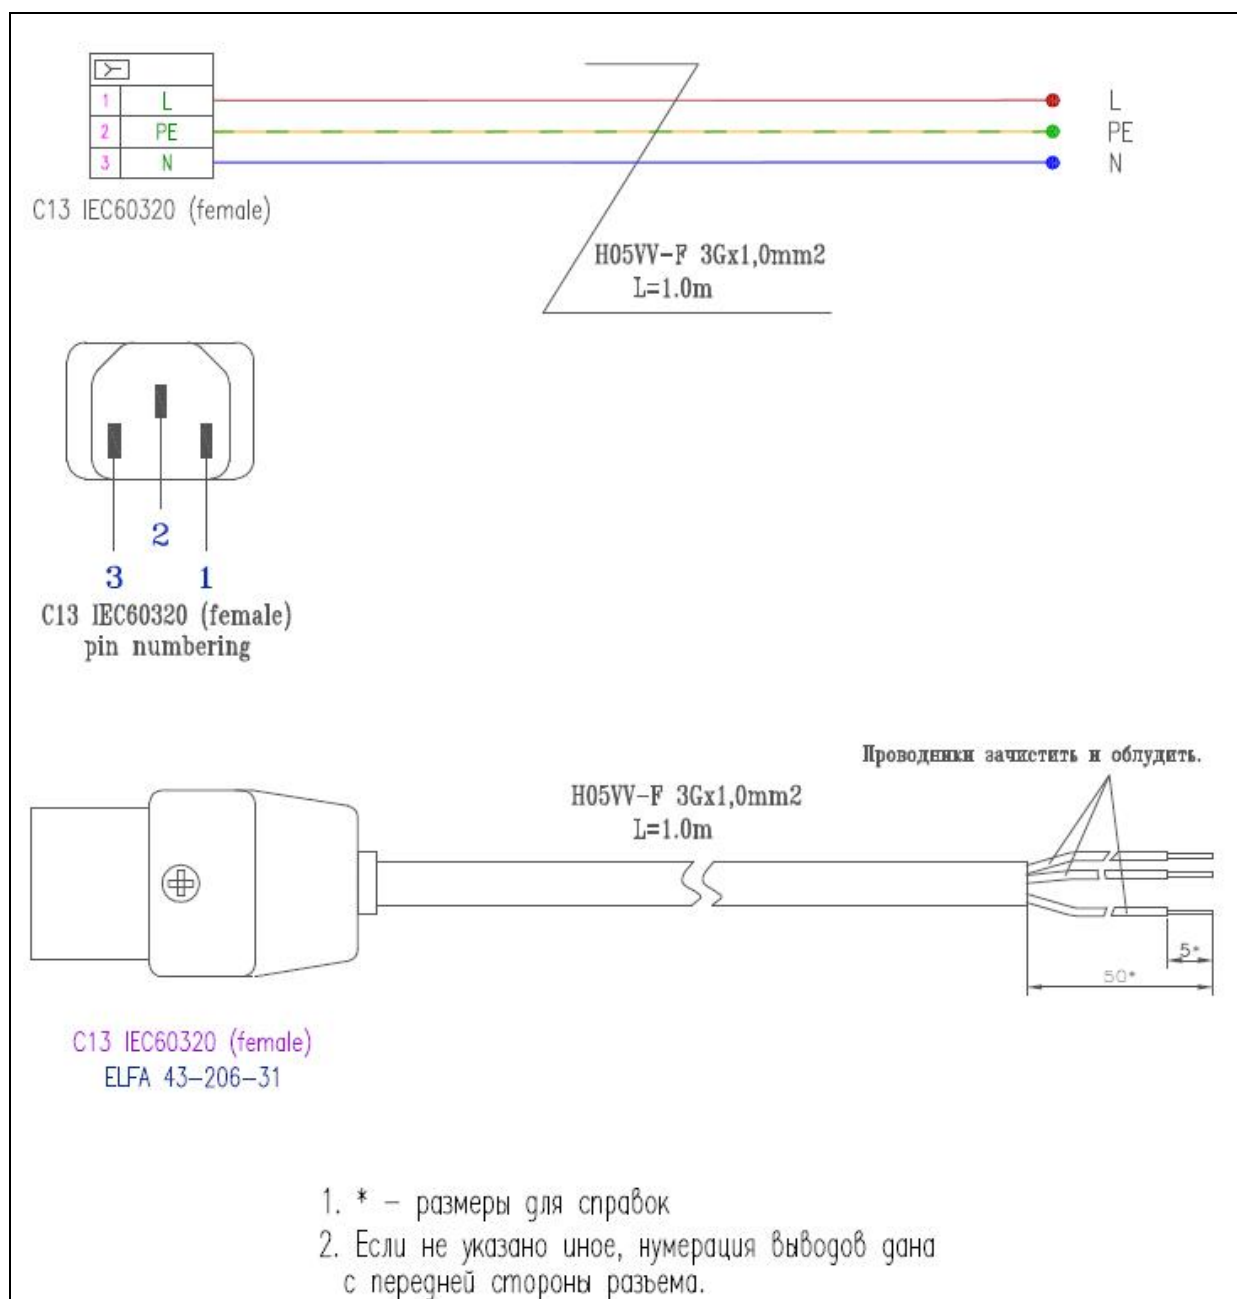 1 L
2 PE
3 N
L
PE
N
C13 IEC60320 (female)
H05VV-F 3Gx1,0mm2
L=1.0m
2
3 1
C13 IEC60320 (female)
pin numbering
Проводники зачистить и облудить.
H05VV-F 3Gx1,0mm2
L=1.0m
5*
50*
C13 IEC60320 (female)
ELFA 43-206-31
1. * - размеры для справок
2. Если не указано иное, нумерация выводов дана
с передней стороны разъема.